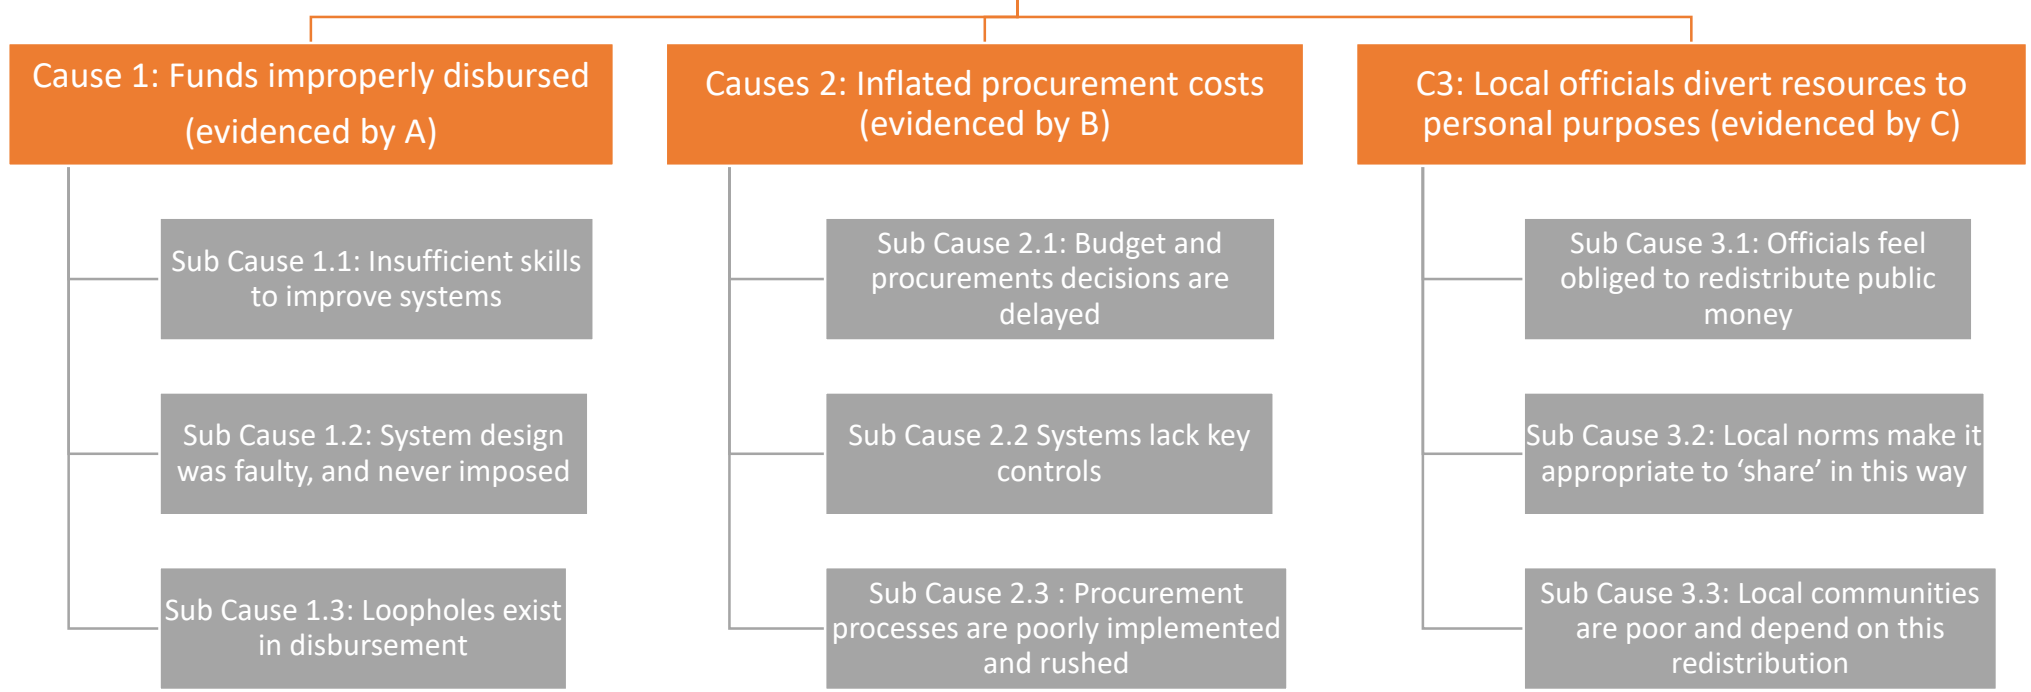 Cause 1: Funds improperly disbursed
(evidenced by A)
Sub Cause 1.1: Insufficient skills
to improve systems
Sub Cause 1.2: System design
was faulty, and never imposed
Sub Cause 1.3: Loopholes exist
in disbursement
Causes 2: Inflated procurement costs
(evidenced by B)
Sub Cause 2.1: Budget and
procurements decisions are
delayed
Sub Cause 2.2 Systems lack key
controls
Sub Cause 2.3 : Procurement
processes are poorly implemented
and rushed
C3: Local officials divert resources to
personal purposes (evidenced by C)
Sub Cause 3.1: Officials feel
obliged to redistribute public
money
Sub Cause 3.2: Local norms make it
appropriate to ‘share’ in this way
Sub Cause 3.3: Local communities
are poor and depend on this
redistribution